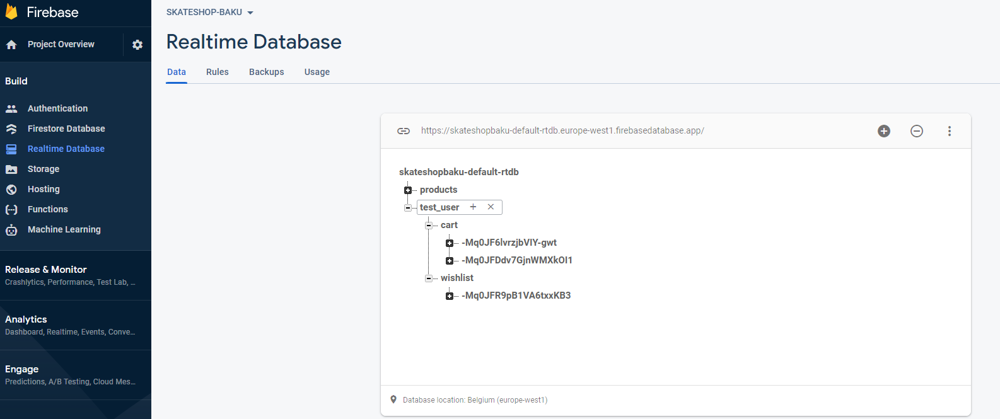 Firebase
Project Overview
Build
Authentication
Firestore Database
Realtime Database
Storage
Hosting
Functions
Machine Learning
Release & Monitor
Crashlytics, Performance, Test Lab, ...
Analytics
Dashboard, Realtime, Events, Conve...
Engage
Predictions, A/B Testing, Cloud Mes...
SKATESHOP-BAKU
Realtime Database
Data Rules Backups Usage
https://skateshopbaku-default-rtdb.europe-west1.firebasedatabase.app/
skateshopbaku-default-rtdb
products
test_user
cart
-Mq0JF6lvrzjbVIY-gwt
-Mq0JFDdv7GjnWMXkOI1
wishlist
-Mq0JFR9pB1VA6txxKB3
Database location: Belgium (europe-west1)